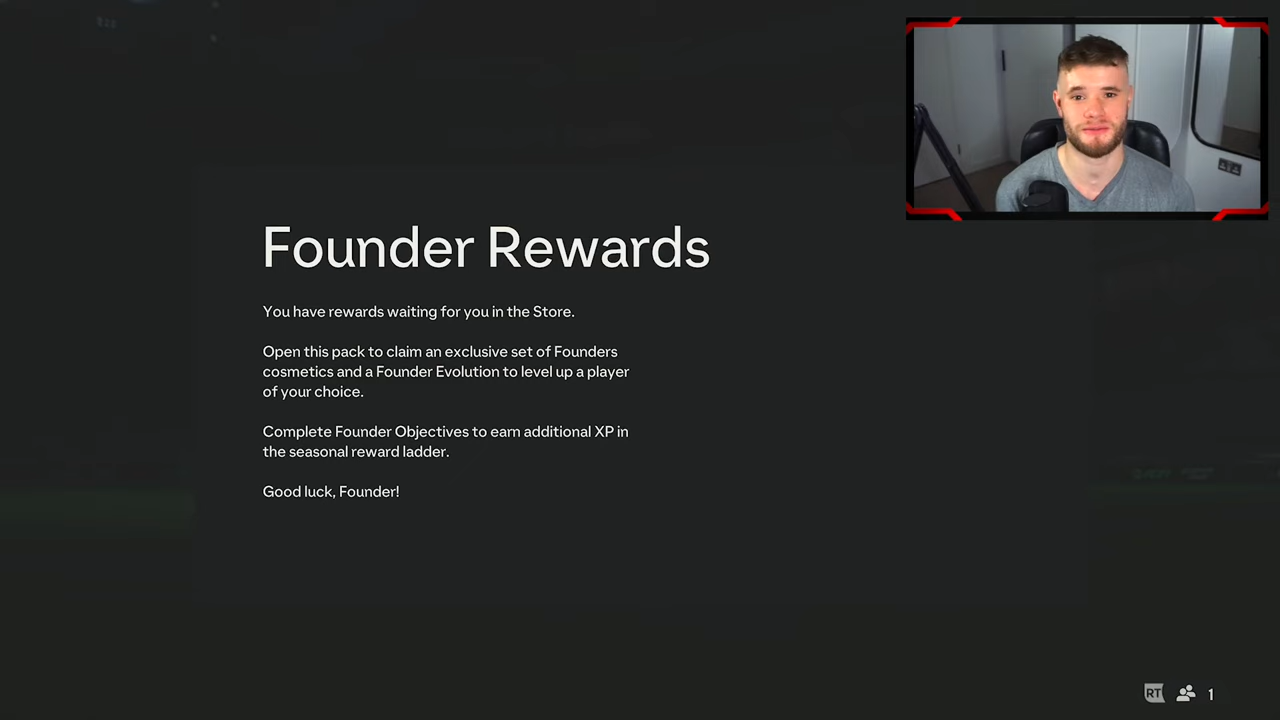 Founder Rewards
You have rewards waiting for you in the Store.
Open this pack to claim an exclusive set of Founders
cosmetics and a Founder Evolution to level up a player
of your choice.
Complete Founder Objectives to earn additional XP in
the seasonal reward ladder.
Good luck, Founder!
RT 1